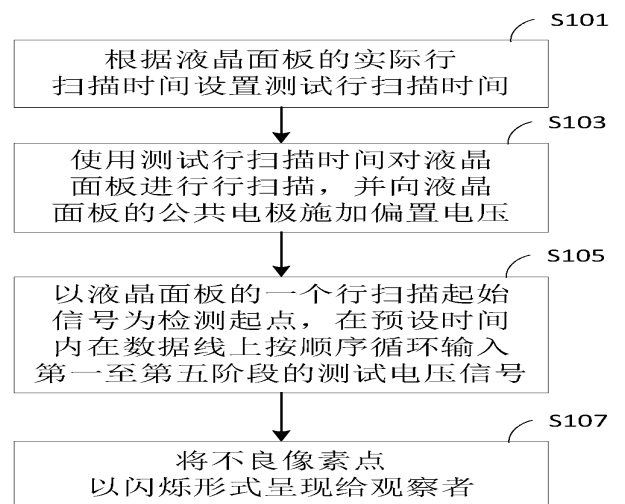 S101
根据液晶面板的实际行
扫描时间设置测试行扫描时间
S103
使用测试行扫描时间对液晶
面板进行行扫描，并向液晶
面板的公共电极施加偏置电压
S105
以液晶面板的一个行扫描起始
信号为检测起点，在预设时间
内在数据线上按顺序循环输入
第一至第五阶段的测试电压信号
S107
将不良像素点
以闪烁形式呈现给观察者